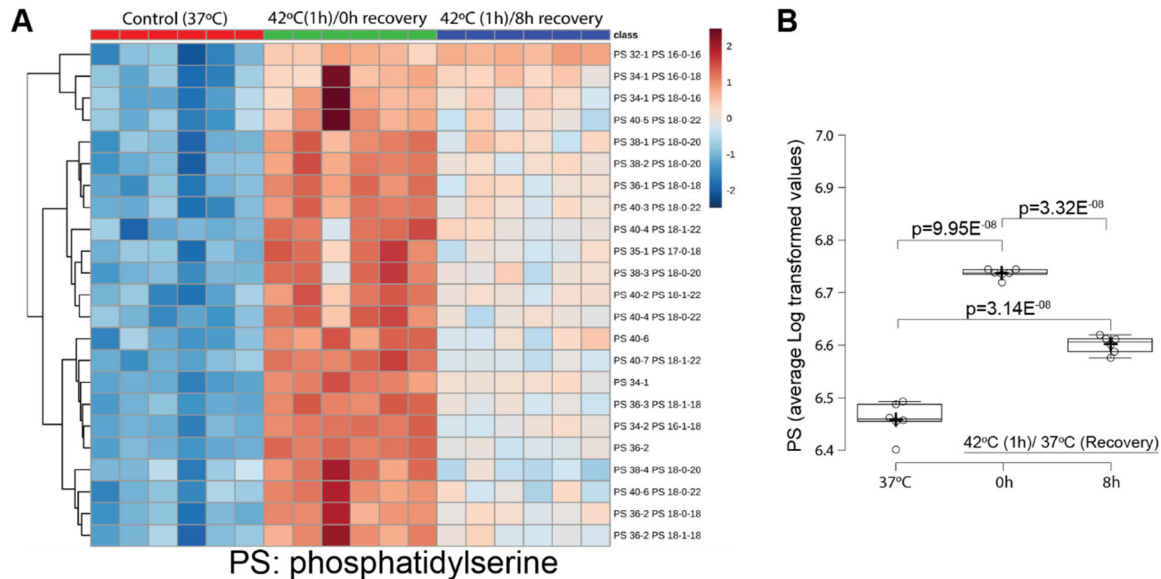 A
Control (37ºC)
42ºC(1h)/0h recovery
42ºC (1h)/8h recovery
class
PS 32-1 PS 16-0-16
PS 34-1 PS 16-0-18
PS 34-1 PS 18-0-16
PS 40-5 PS 18-0-22
PS 38-1 PS 18-0-20
PS 38-2 PS 18-0-20
PS 36-1 PS 18-0-18
PS 40-3 PS 18-0-22
PS 40-4 PS 18-1-22
PS 35-1 PS 17-0-18
PS 38-3 PS 18-0-20
PS 40-2 PS 18-1-22
PS 40-4 PS 18-0-22
PS 40-6
PS 40-7 PS 18-1-22
PS 34-1
PS 36-3 PS 18-1-18
PS 34-2 PS 16-1-18
PS 36-2
PS 38-4 PS 18-0-20
PS 40-6 PS 18-0-22
PS 36-2 PS 18-0-18
PS 36-2 PS 18-1-18
2
1
0
-1
-2
PS: phosphatidylserine
B
PS (average Log transformed values)
7.0
6.9
6.8
6.7
6.6
6.5
6.4
p=9.95E-08
p=3.32E-08
p=3.14E-08
42ºC (1h)/ 37ºC (Recovery)
37ºC
0h
8h